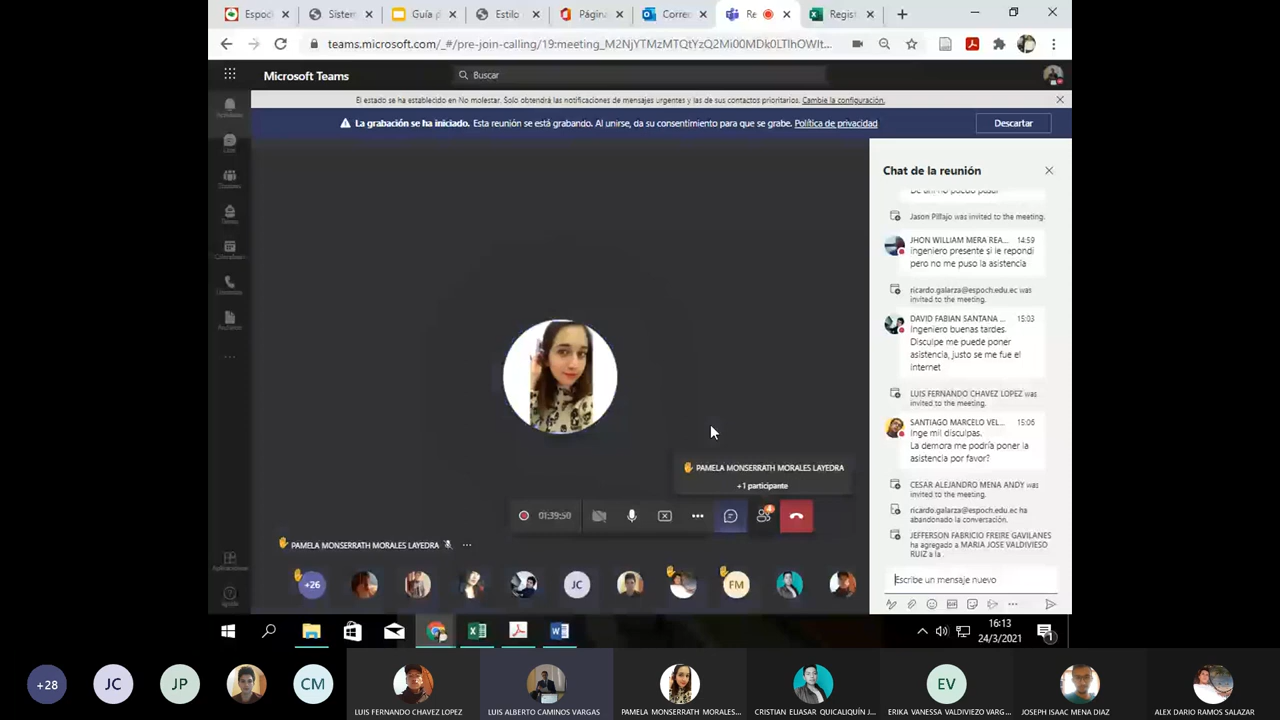 Espoc
Sisten
Guía p
Estilo
Págin
Correo
Re
Regist
teams.microsoft.com/_#/pre-join-calling/19:meeting_M2NjYTMzMTQtYzQ2Mi00MDk0LTlhOWIt...
Microsoft Teams
Buscar
El estado se ha establecido en No molestar. Solo obtendrá las notificaciones de mensajes urgentes y las de sus contactos prioritarios. Cambie la configuración.
La grabación se ha iniciado. Esta reunión se está grabando. Al unirse, da su consentimiento para que se grabe. Política de privacidad
Descartar
Chat de la reunión
Jason Pillajo was invited to the meeting.
JHON WILLIAM MERA REA... 14:59
ingeniero presente si le repondi
pero no me puso la asistencia
ricardo.galarza@espoch.edu.ec was
invited to the meeting.
DAVID FABIAN SANTANA ... 15:03
Ingeniero buenas tardes.
Disculpe me puede poner
asistencia, justo se me fue el
internet
LUIS FERNANDO CHAVEZ LOPEZ was
invited to the meeting.
SANTIAGO MARCELO VEL... 15:06
Inge mil disculpas.
La demora me podría poner la
asistencia por favor?
CESAR ALEJANDRO MENA ANDY was
invited to the meeting.
ricardo.galarza@espoch.edu.ec ha
abandonado la conversación.
JEFFERSON FABRICIO FREIRE GAVILANES
ha agregado a MARIA JOSE VALDIVIESO
RUIZ a la .
Escribe un mensaje nuevo
PAMELA MONSERRATH MORALES LAYEDRA
+1 participante
01:39:50
PAMELA MONSERRATH MORALES LAYEDRA ...
+26
JC
FM
16:13
24/3/2021
+28
JC
JP
CM
EV
LUIS FERNANDO CHAVEZ LOPEZ
LUIS ALBERTO CAMINOS VARGAS
PAMELA MONSERRATH MORALES...
CRISTIAN ELIASAR QUICALIQUÍN J...
ERIKA VANESSA VALDIVIEZO VARG...
JOSEPH ISAAC MENA DIAZ
ALEX DARIO RAMOS SALAZAR